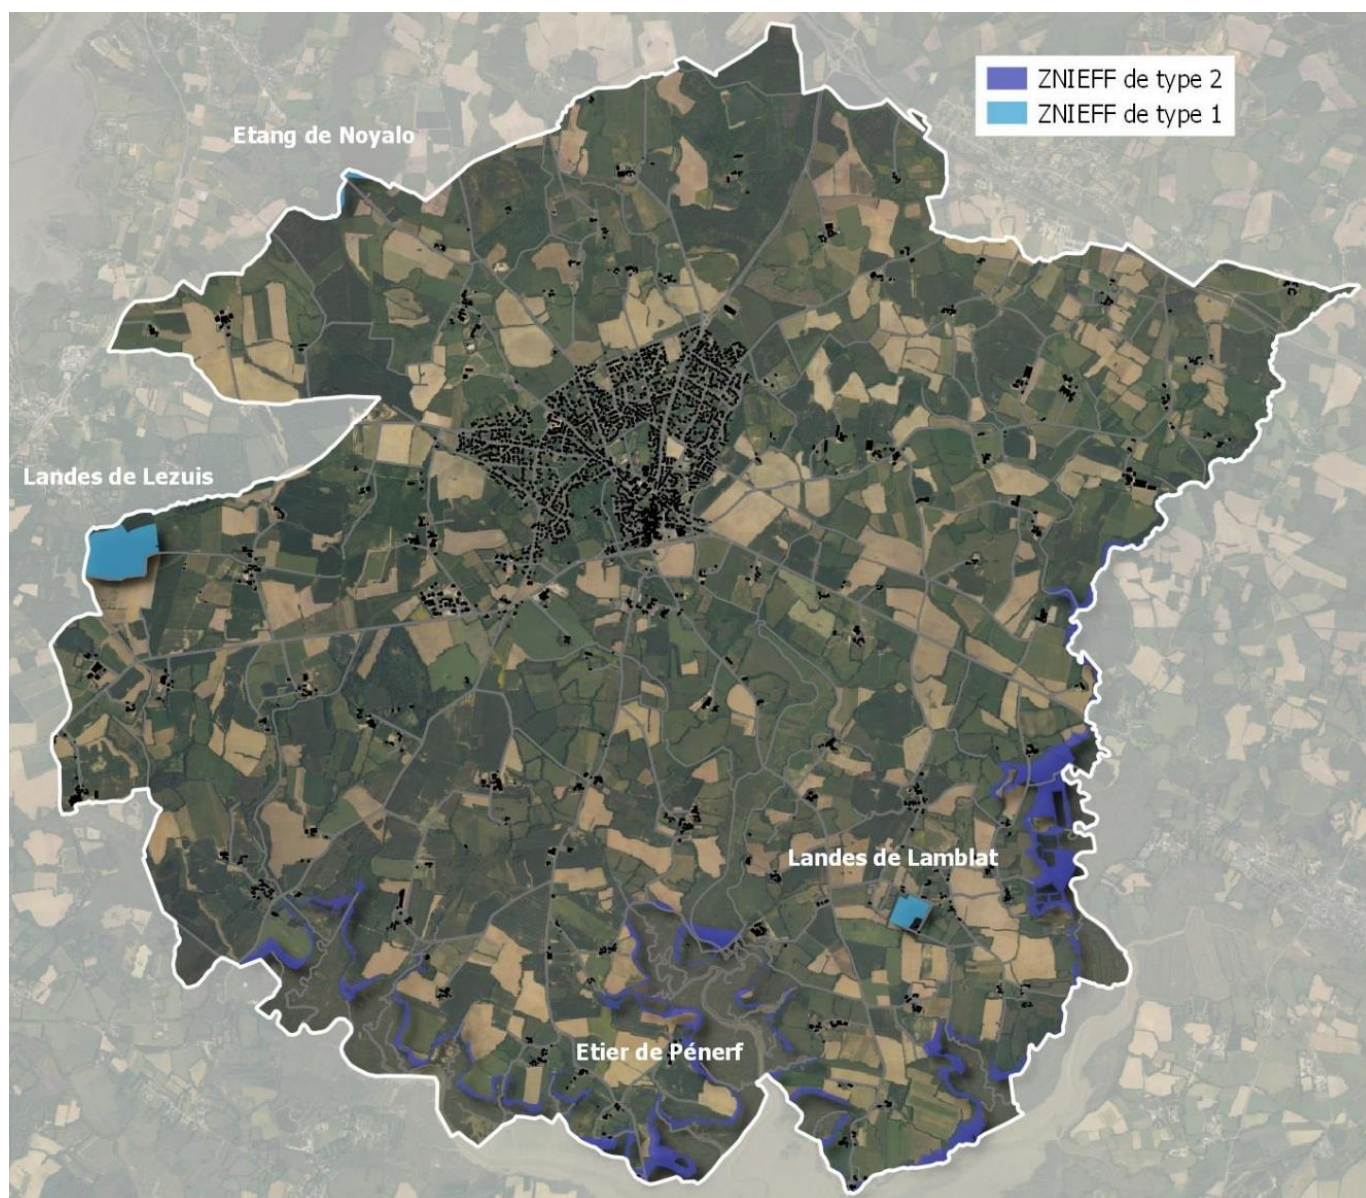 ZNIEFF de type 2
ZNIEFF de type 1
Etang de Noyalo
Landes de Lezuis
Landes de Lamblat
Etier de Pénerf